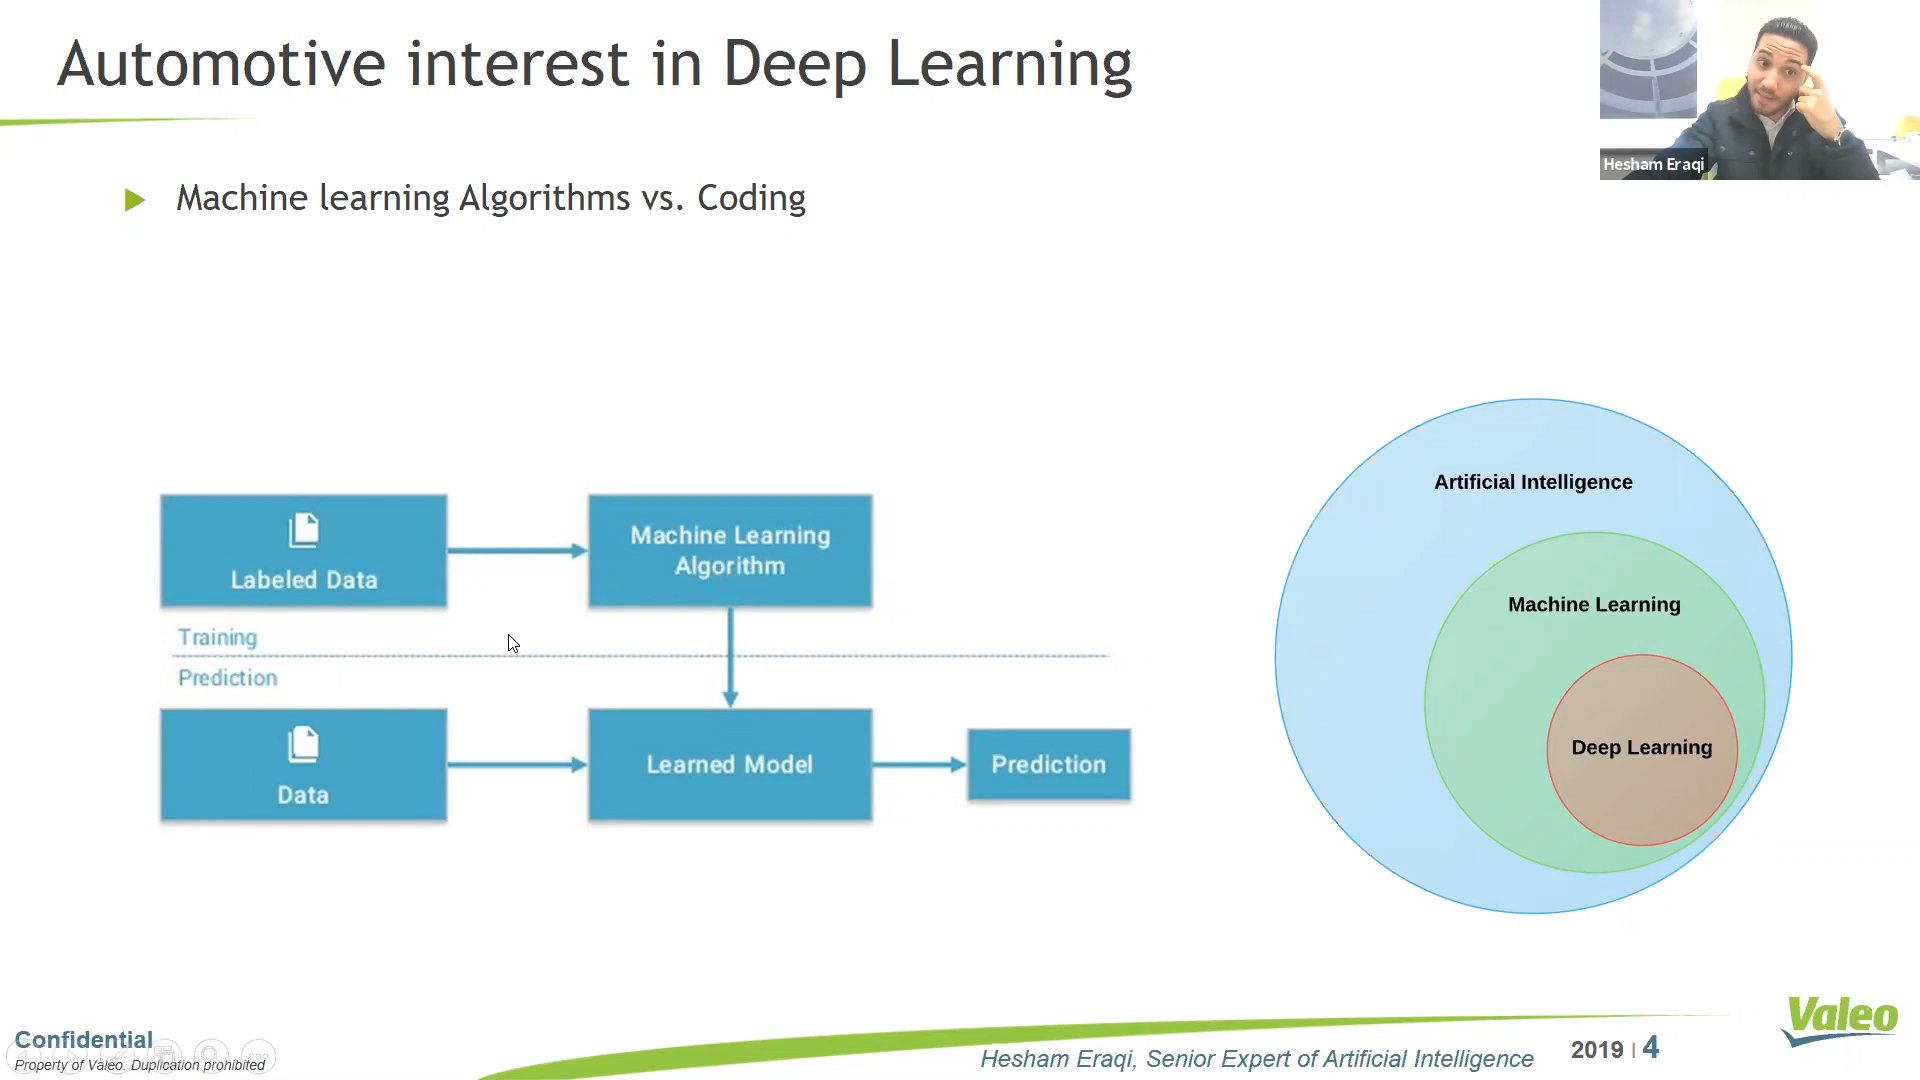 Automotive interest in Deep Learning
Hesham Eraqi
Machine learning Algorithms vs. Coding
Labeled Data
Machine Learning
Algorithm
Training
Prediction
Data
Learned Model
Prediction
Artificial Intelligence
Machine Learning
Deep Learning
Confidential
Property of Valeo. Duplication prohibited
Hesham Eraqi, Senior Expert of Artificial Intelligence
2019 | 4
Valeo